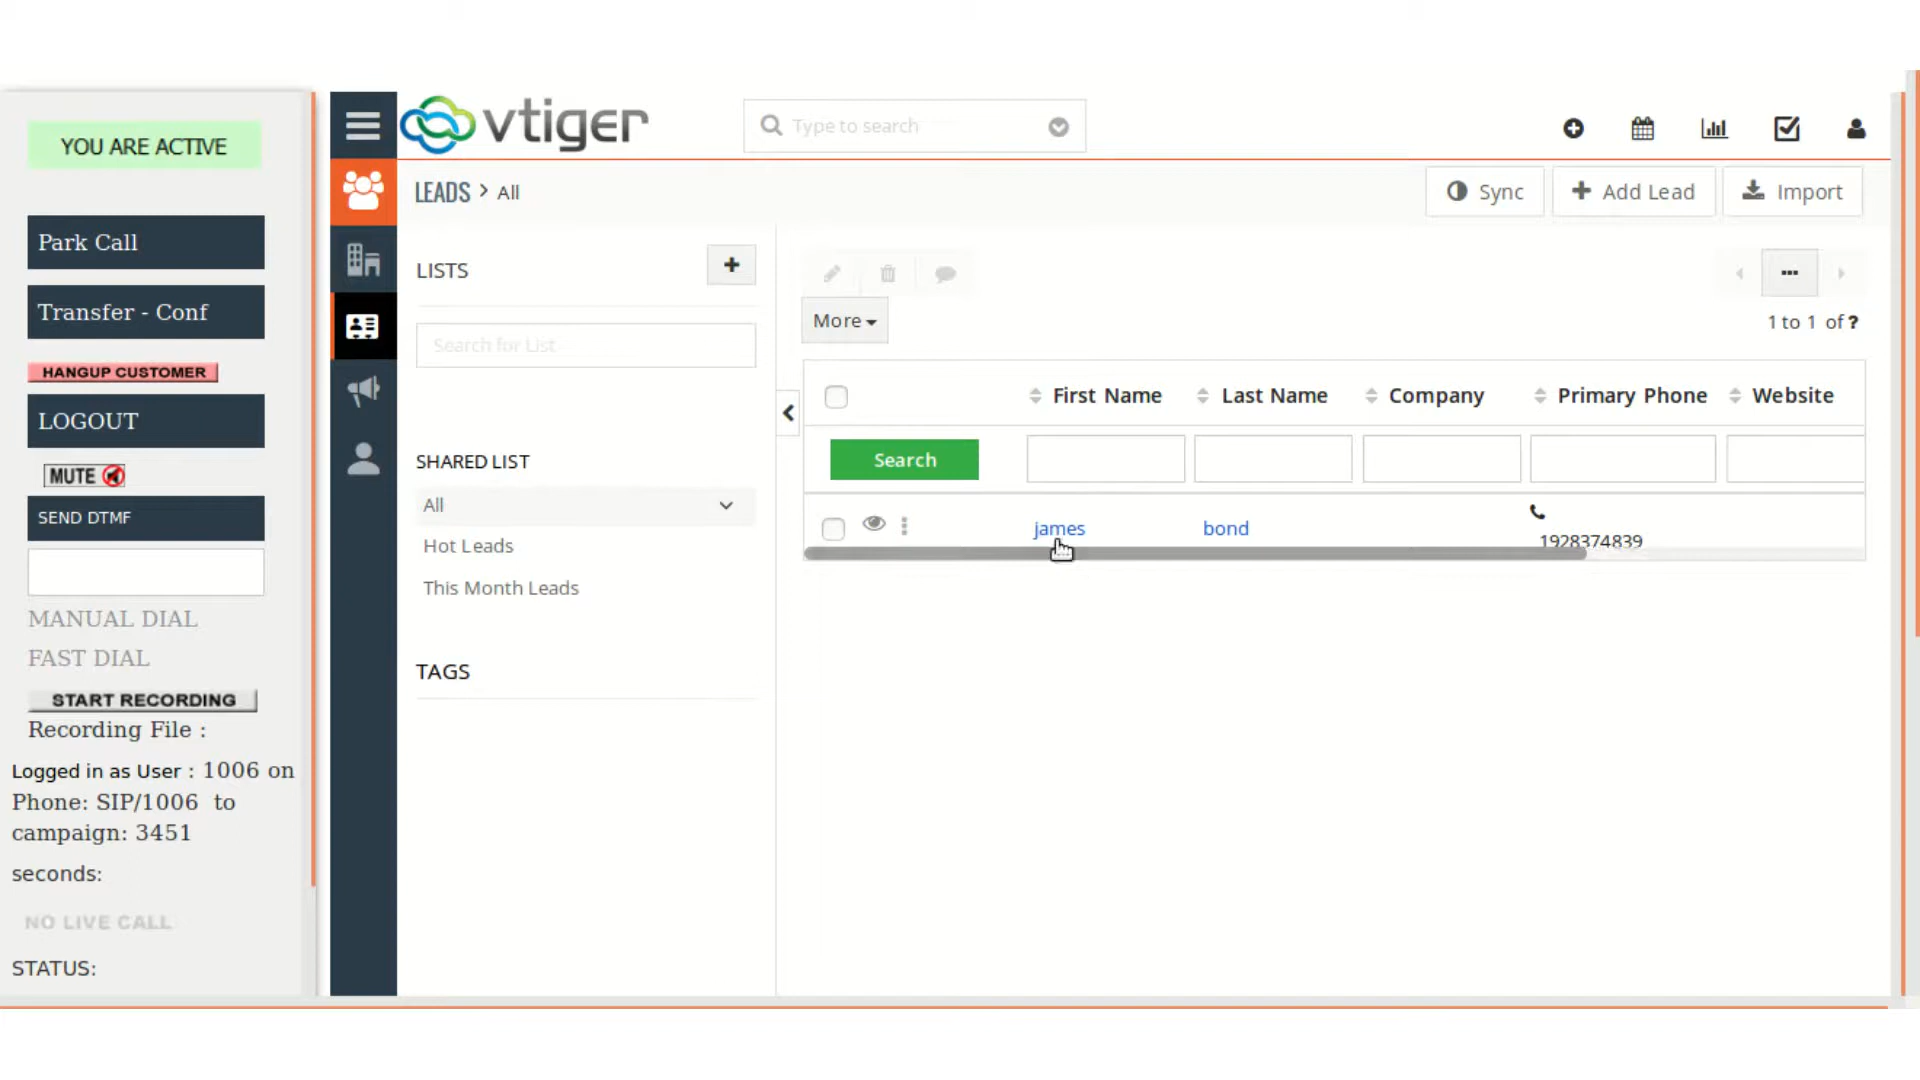 YOU ARE ACTIVE
Park Call
Transfer - Conf
HANGUP CUSTOMER
LOGOUT
MUTE
SEND DTMF
MANUAL DIAL
FAST DIAL
START RECORDING
Recording File :
Logged in as User : 1006 on
Phone: SIP/1006 to
campaign: 3451
seconds:
NO LIVE CALL
STATUS:
vtiger
Type to search
LEADS > All
Sync
Add Lead
Import
LISTS
Search for List
SHARED LIST
All
Hot Leads
This Month Leads
TAGS
More
1 to 1 of ?
First Name Last Name Company Primary Phone Website
Search
james bond 1928374839